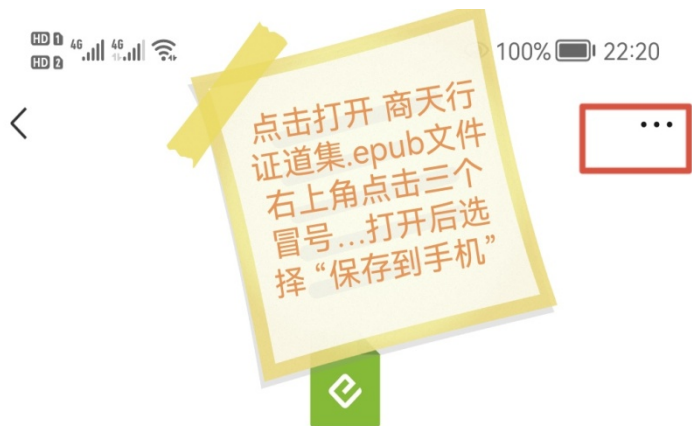 HD 1 4G 4G 100% 22:20
HD 2
点击打开 商天行
证道集.epub文件
右上角点击三个
冒号...打开后选
择“保存到手机”